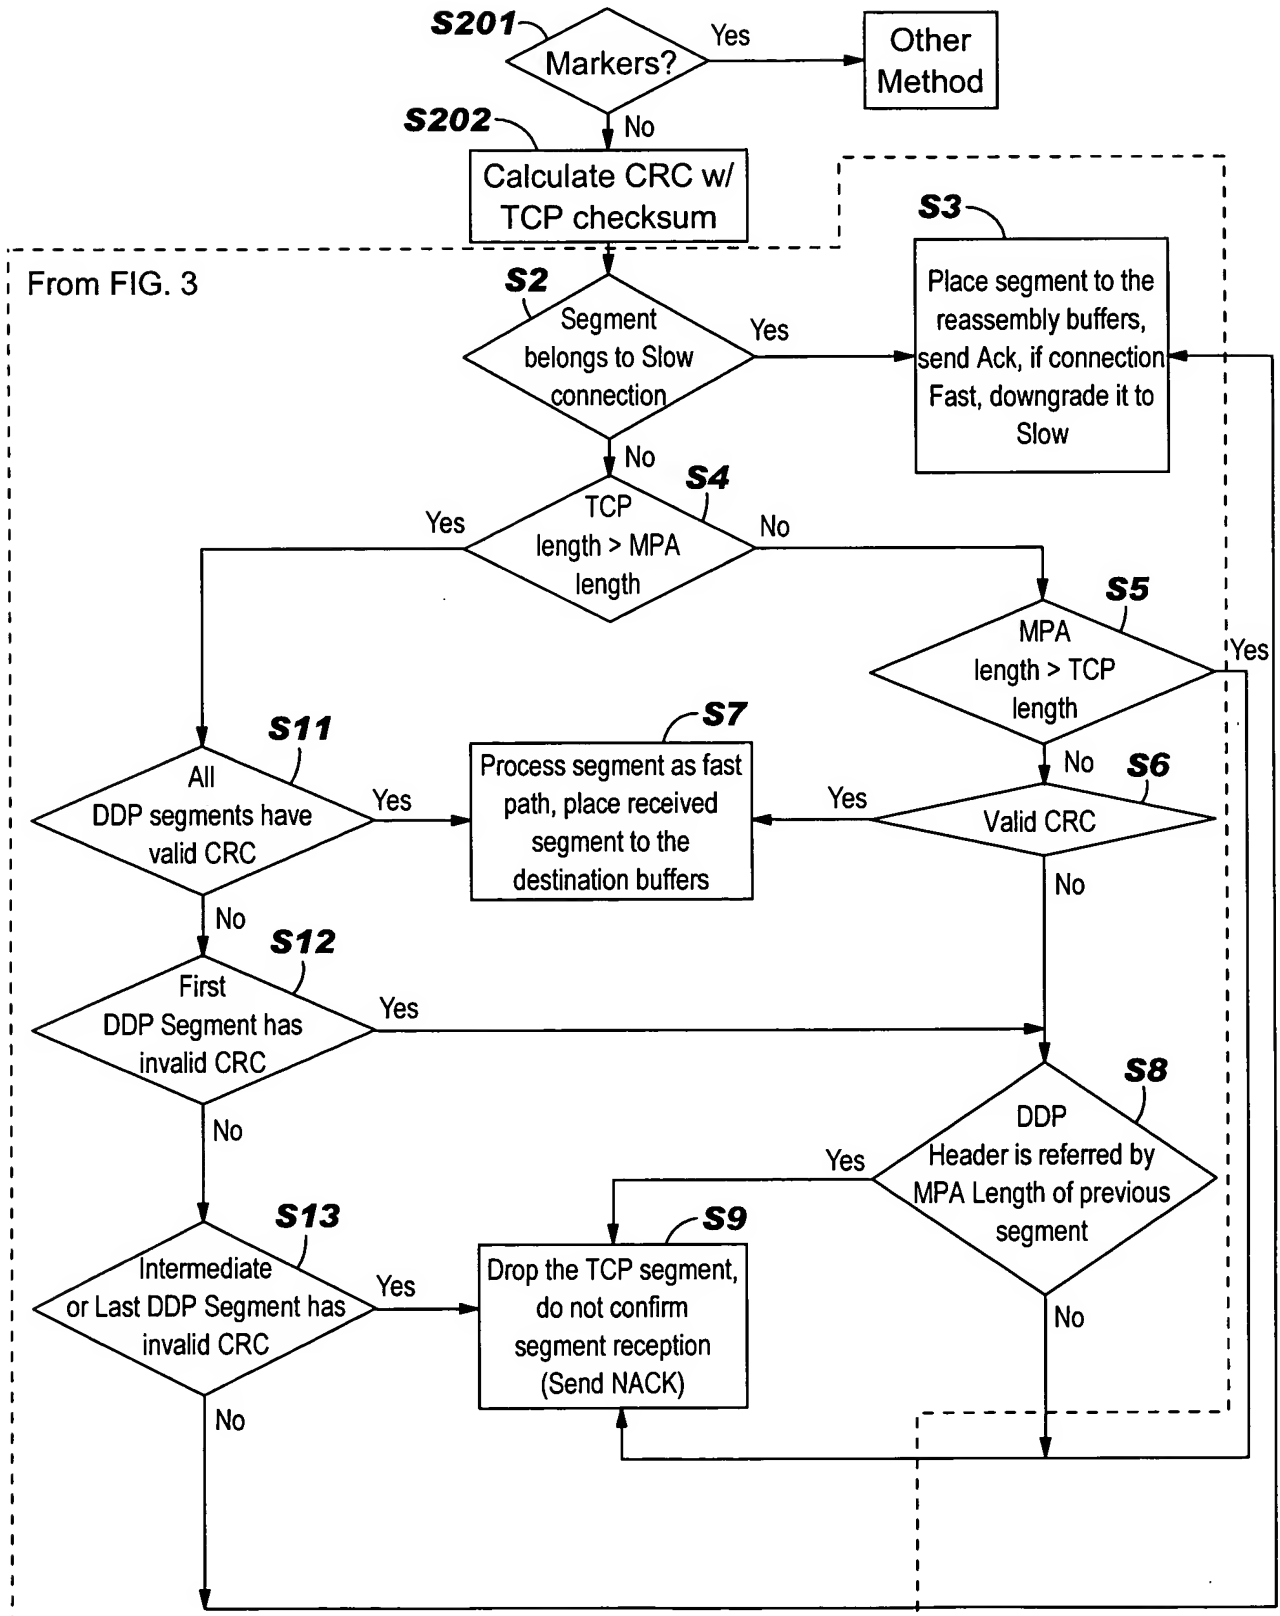 S201
Markers?
Yes
Other
Method
No
S202
Calculate CRC w/
TCP checksum
From FIG. 3
S2
Segment
belongs to Slow
connection
Yes
S3
Place segment to the
reassembly buffers,
send Ack, if connection
Fast, downgrade it to
Slow
No
S4
TCP
length > MPA
length
Yes
No
S5
MPA
length > TCP
length
Yes
No
S11
All
DDP segments have
valid CRC
Yes
S7
Process segment as fast
path, place received
segment to the
destination buffers
S6
Valid CRC
Yes
No
No
S12
First
DDP Segment has
invalid CRC
Yes
No
S8
DDP
Header is referred by
MPA Length of previous
segment
Yes
No
S13
Intermediate
or Last DDP Segment has
invalid CRC
Yes
S9
Drop the TCP segment,
do not confirm
segment reception
(Send NACK)
No